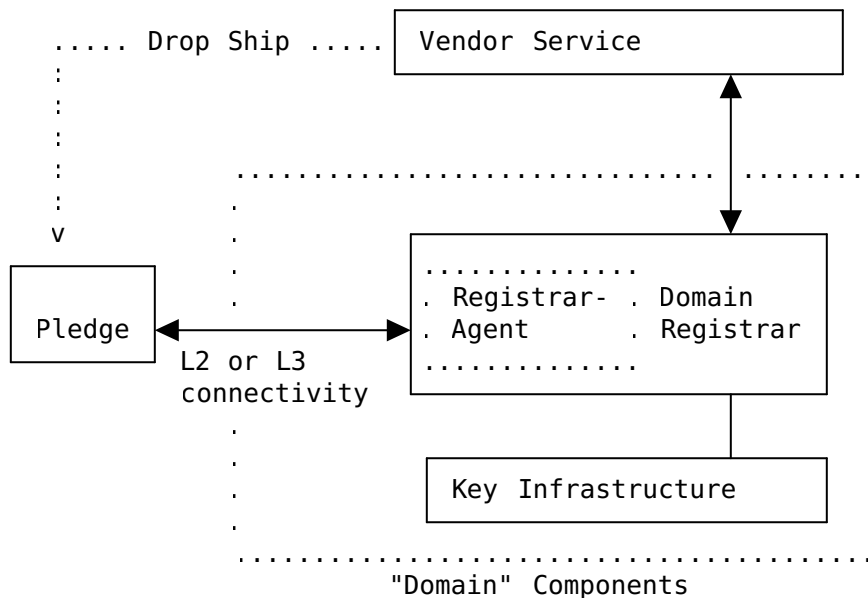 Drop Ship
Vendor Service
v
Registrar- Domain
Pledge Agent Registrar
L2 or L3
connectivity
Key Infrastructure
"Domain" Components